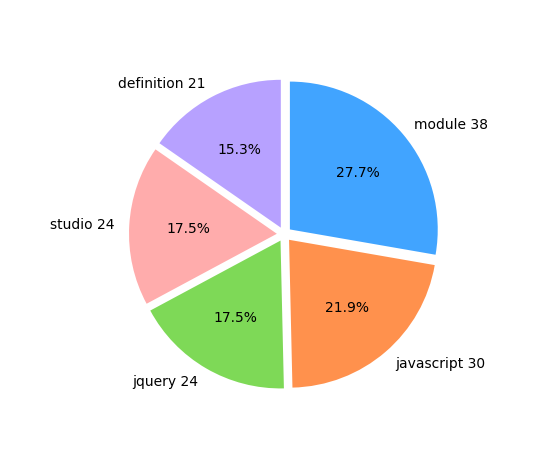 definition 21
module 38
15.3%
27.7%
studio 24
17.5%
21.9%
17.5%
javascript 30
jquery 24